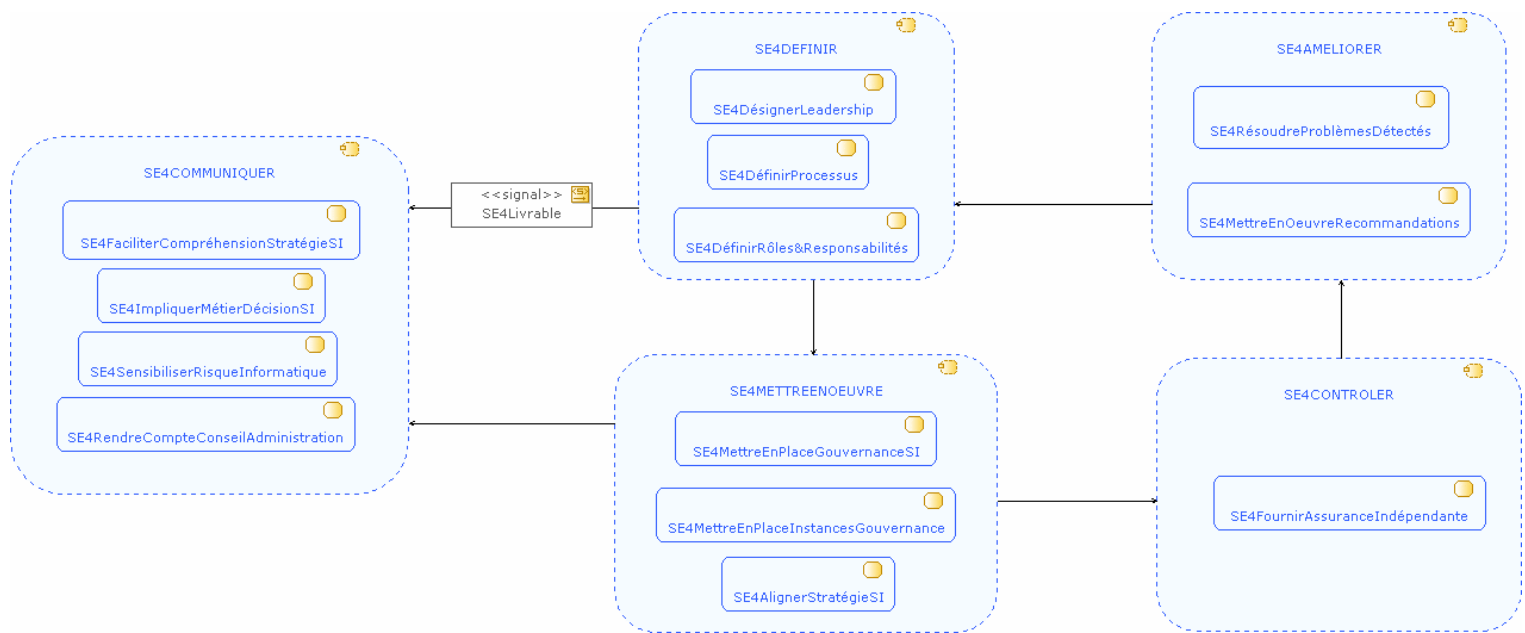 SE4COMMUNIQUER
SE4FaciliterCompréhensionStratégieSI
SE4ImpliquerMétierDécisionSI
SE4SensibiliserRisqueInformatique
SE4RendreCompteConseilAdministration
<<signal>>
SE4Livrable
SE4DEFINIR
SE4DésignerLeadership
SE4DéfinirProcessus
SE4DéfinirRôles&Responsabilités
SE4METTREENOEUVRE
SE4MettreEnPlaceGouvernanceSI
SE4MettreEnPlaceInstancesGouvernance
SE4AlignerStratégieSI
SE4AMELIORER
SE4RésoudreProblèmesDétectés
SE4MettreEnOeuvreRecommandations
SE4CONTROLER
SE4FournirAssuranceIndépendante